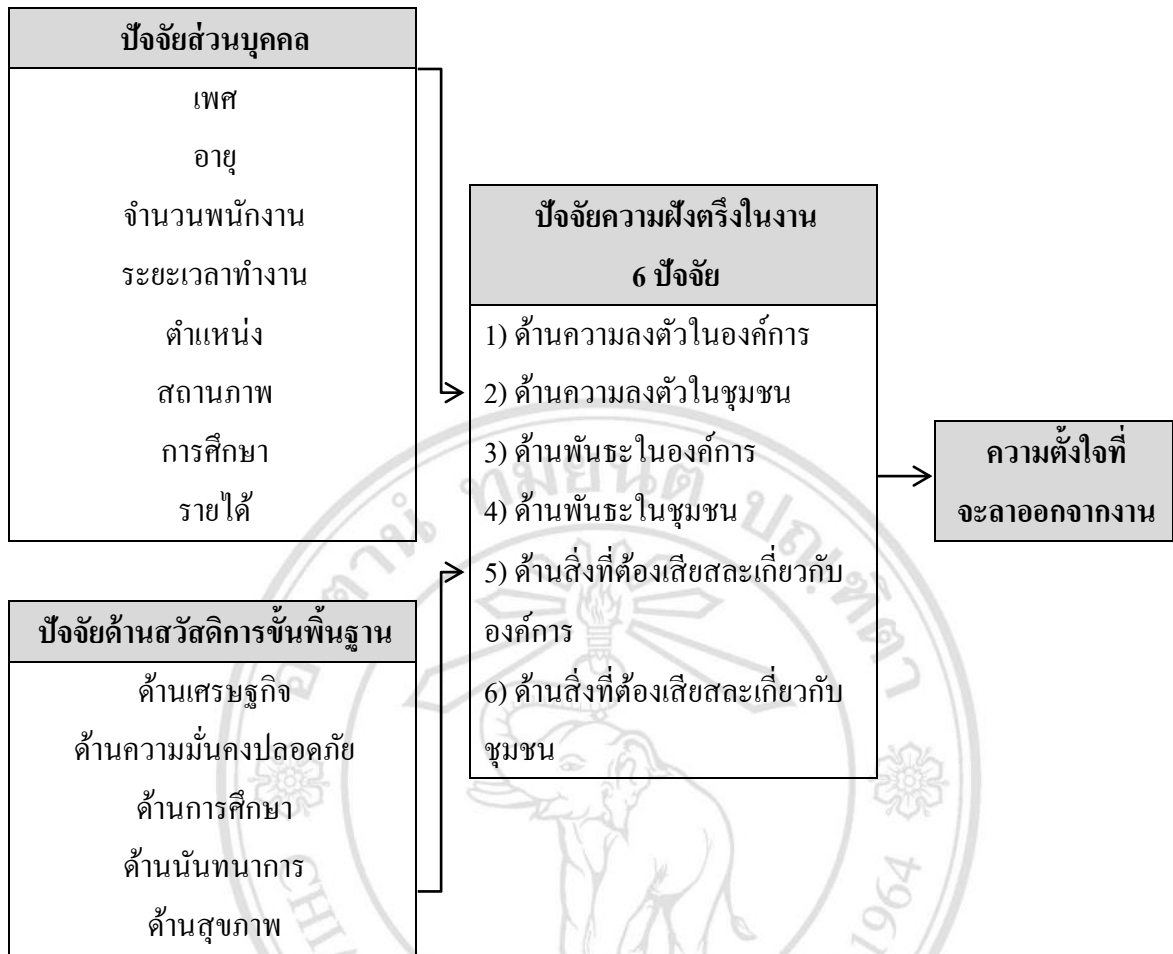 ปัจจัยส่วนบุคคล
เพศ
อายุ
จำนวนพนักงาน
ระยะเวลาทำงาน
ตำแหน่ง
สถานภาพ
การศึกษา
รายได้
ปัจจัยด้านสวัสดิการขั้นพื้นฐาน
ด้านเศรษฐกิจ
ด้านความมั่นคงปลอดภัย
ด้านการศึกษา
ด้านนันทนาการ
ด้านสุขภาพ
ปัจจัยความฝังตรึงในงาน
6 ปัจจัย
1) ด้านความลงตัวในองค์การ
2) ด้านความลงตัวในชุมชน
3) ด้านพันธะในองค์การ
4) ด้านพันธะในชุมชน
5) ด้านสิ่งที่ต้องเสียสละเกี่ยวกับ
องค์การ
6) ด้านสิ่งที่ต้องเสียสละเกี่ยวกับ
ชุมชน
ความตั้งใจที่
จะลาออกจากงาน
1964